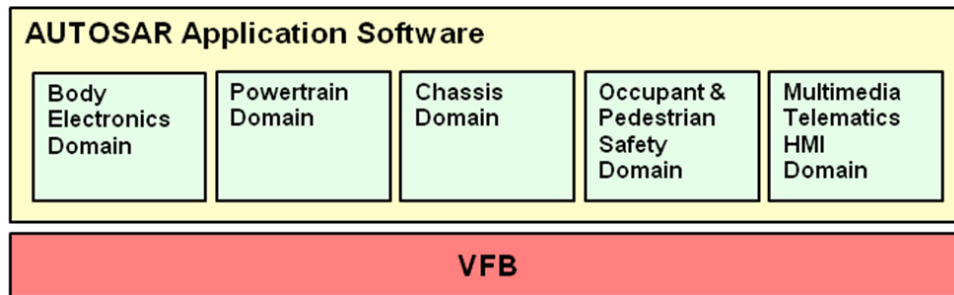 AUTOSAR Application Software
Body
Electronics
Domain
Powertrain
Domain
Chassis
Domain
Occupant &
Pedestrian
Safety
Domain
Multimedia
Telematics
HMI
Domain
VFB